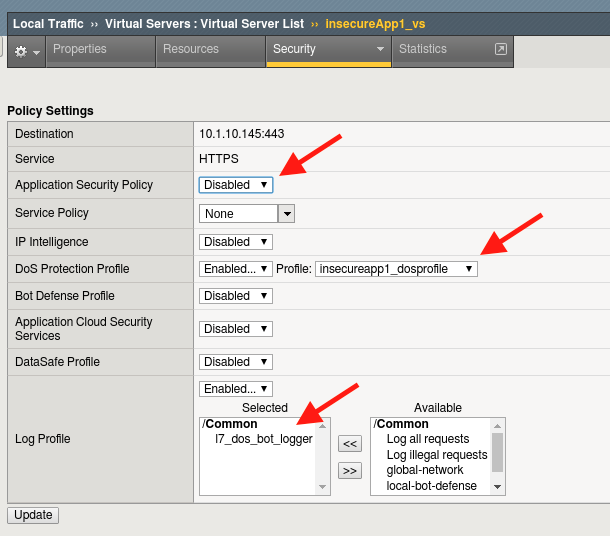 Local Traffic ›› Virtual Servers : Virtual Server List ›› insecureApp1_vs
Properties Resources Security Statistics
Policy Settings
Destination 10.1.10.145:443
Service HTTPS
Application Security Policy Disabled
Service Policy None
IP Intelligence Disabled
DoS Protection Profile Enabled... Profile: insecureapp1_dosprofile
Bot Defense Profile Disabled
Application Cloud Security
Services Disabled
DataSafe Profile Disabled
Log Profile Enabled...
Selected Available
/Common /Common
l7_dos_bot_logger Log all requests
<< Log illegal requests
>> global-network
local-bot-defense
Update